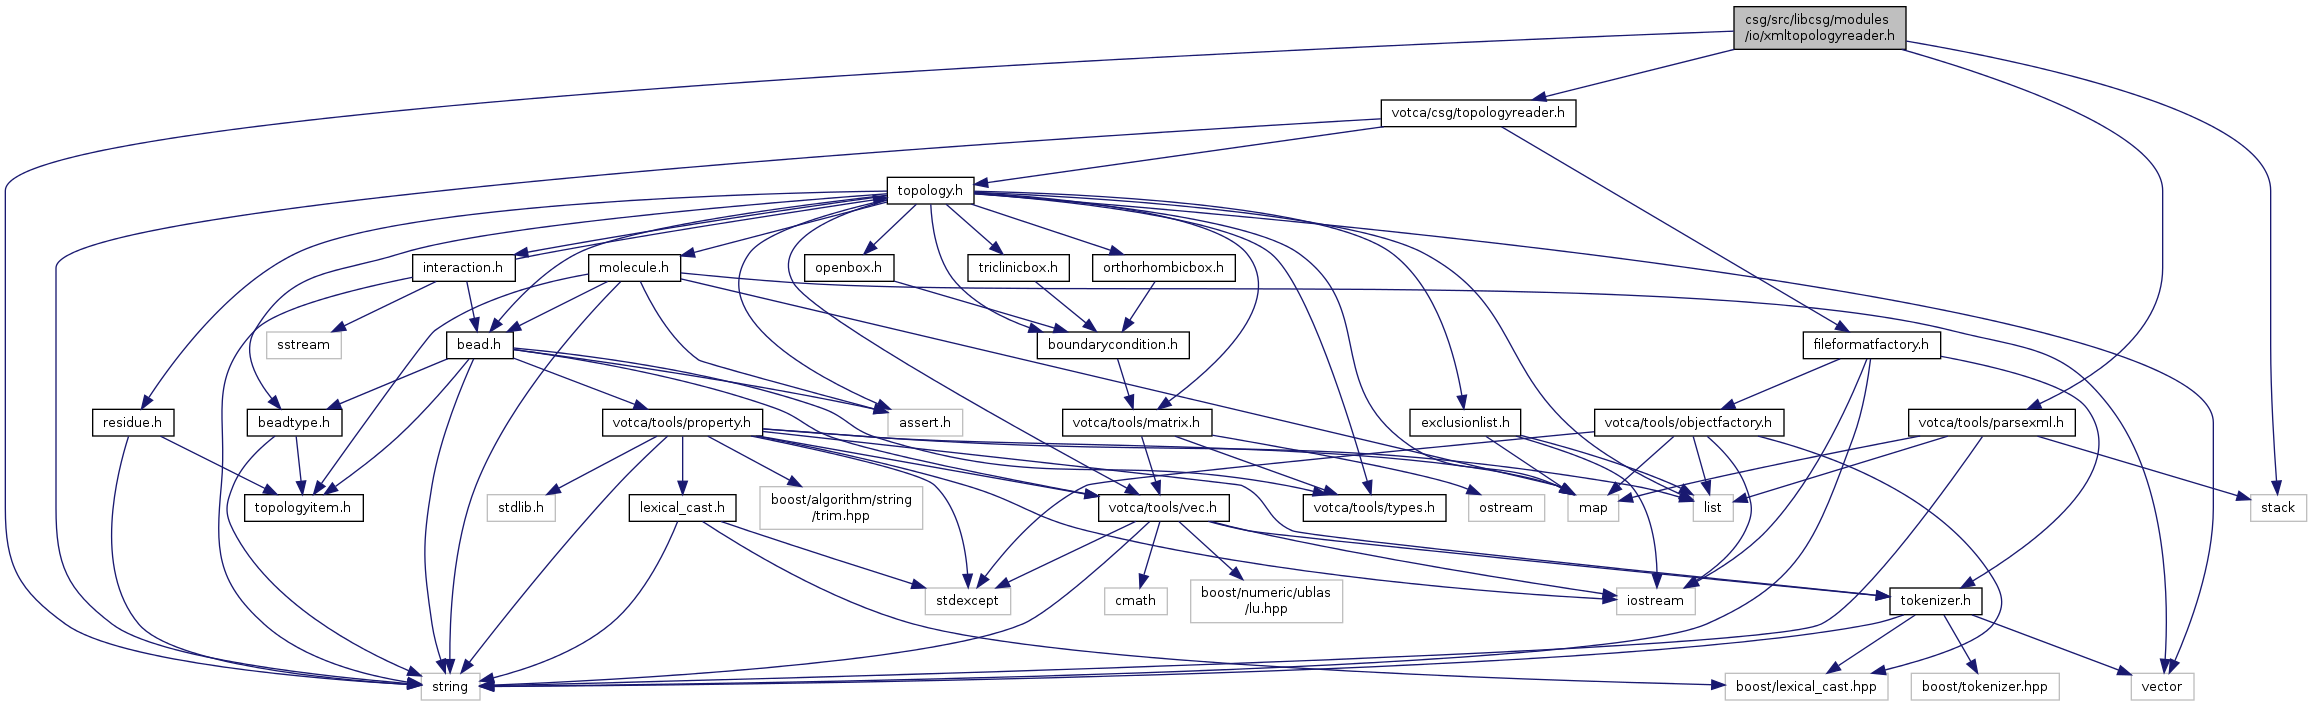 csg/src/libcsg/modules
/io/xmltopologyreader.h
votca/csg/topologyreader.h
topology.h
interaction.h
molecule.h
openbox.h
triclinicbox.h
orthorhombicbox.h
sstream
bead.h
boundarycondition.h
fileformatfactory.h
residue.h
beadtype.h
votca/tools/property.h
assert.h
votca/tools/matrix.h
exclusionlist.h
votca/tools/objectfactory.h
votca/tools/parsexml.h
topologyitem.h
stdlib.h
lexical_cast.h
boost/algorithm/string
/trim.hpp
votca/tools/vec.h
votca/tools/types.h
ostream
map
list
stack
stdexcept
cmath
boost/numeric/ublas
/lu.hpp
iostream
tokenizer.h
string
boost/lexical_cast.hpp
boost/tokenizer.hpp
vector